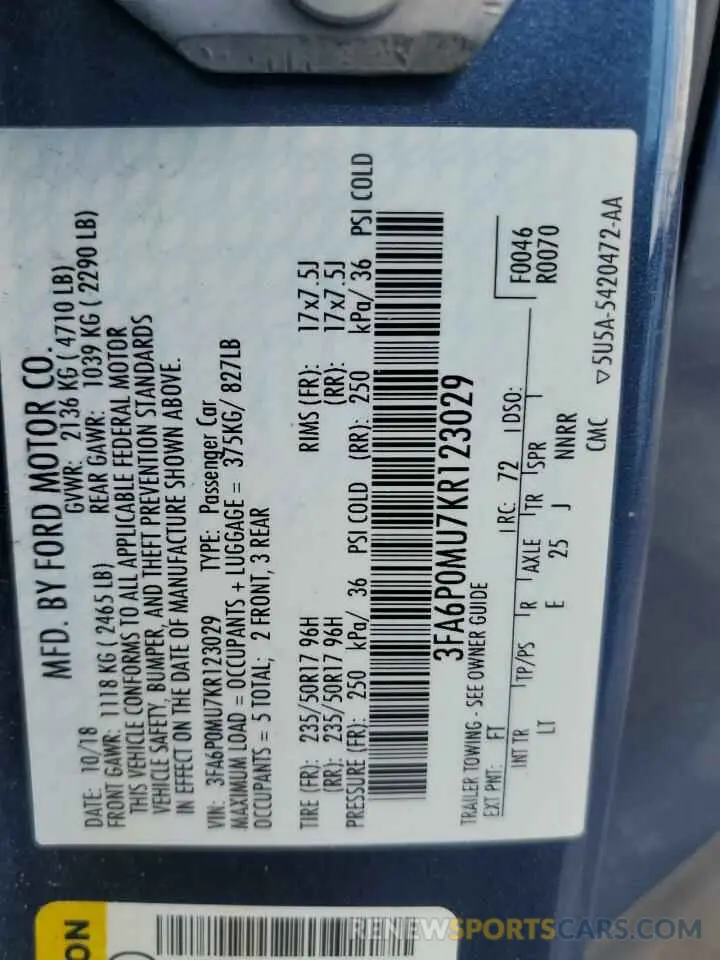 MFD. BY FORD MOTOR CO.
DATE: 10/18 GVWR: 2136 KG ( 4710 LB)
FRONT GAWR: 1118 KG ( 2465 LB) REAR GAWR: 1039 KG ( 2290 LB)
THIS VEHICLE CONFORMS TO ALL APPLICABLE FEDERAL MOTOR
VEHICLE SAFETY, BUMPER, AND THEFT PREVENTION STANDARDS
IN EFFECT ON THE DATE OF MANUFACTURE SHOWN ABOVE.
VIN: 3FA6P0MU7KR123029 TYPE: Passenger Car
MAXIMUM LOAD = OCCUPANTS + LUGGAGE = 375KG/ 827LB
OCCUPANTS = 5 TOTAL; 2 FRONT, 3 REAR
TIRE (FR): 235/50R17 96H RIMS (FR): 17x7.5J
(RR): 235/50R17 96H (RR): 17x7.5J
PRESSURE (FR): 250 kPa/ 36 PSI COLD (RR): 250 kPa/ 36 PSI COLD
3FA6P0MU7KR123029
TRAILER TOWING - SEE OWNER GUIDE
EXT PNT: FT RC: 72 DSO: F0046
R0070
INT TR TP/PS R AXLE TR SPR
LT E 25 J NNRR
CMC ▽5U5A-5420472-AA
ON
RENEWSPORTSCARS.COM